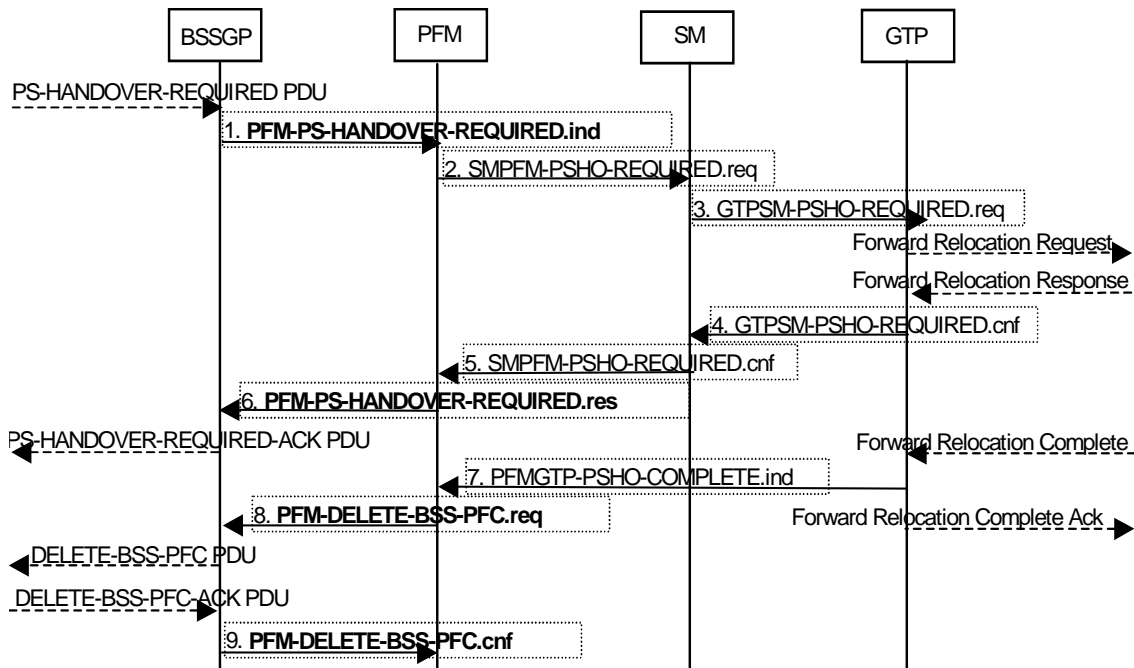 BSSGP
PFM
SM
GTP
PS-HANDOVER-REQUIRED PDU
1. PFM-PS-HANDOVER-REQUIRED.ind
2. SMPFM-PSHO-REQUIRED.req
3. GTPSM-PSHO-REQUIRED.req
Forward Relocation Request
Forward Relocation Response
4. GTPSM-PSHO-REQUIRED.cnf
5. SMPFM-PSHO-REQUIRED.cnf
6. PFM-PS-HANDOVER-REQUIRED.res
PS-HANDOVER-REQUIRED-ACK PDU
Forward Relocation Complete
7. PFMGTP-PSHO-COMPLETE.ind
8. PFM-DELETE-BSS-PFC.req
Forward Relocation Complete Ack
DELETE-BSS-PFC PDU
DELETE-BSS-PFC-ACK PDU
9. PFM-DELETE-BSS-PFC.cnf